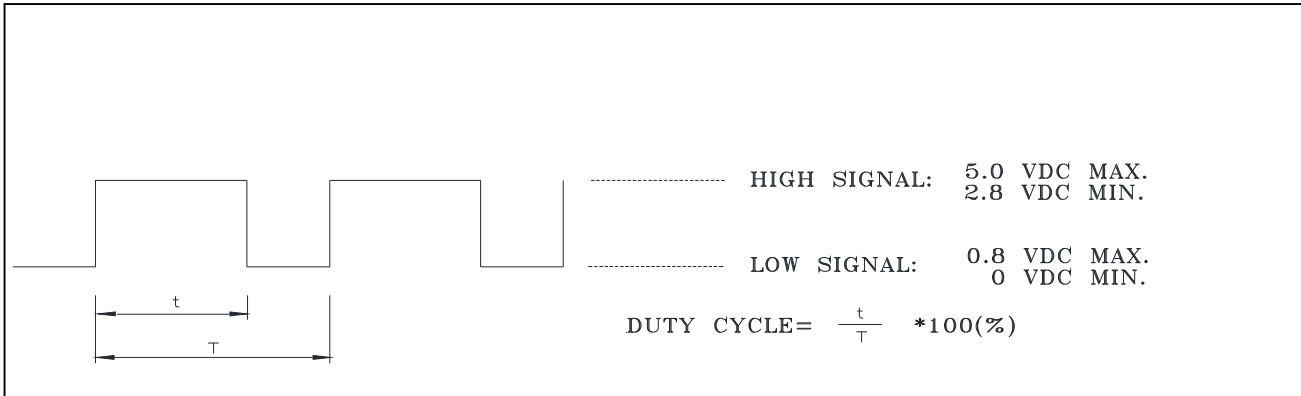 HIGH SIGNAL: 5.0 VDC MAX.
2.8 VDC MIN.
LOW SIGNAL: 0.8 VDC MAX.
0 VDC MIN.
t
T
DUTY CYCLE= t/T *100(%)